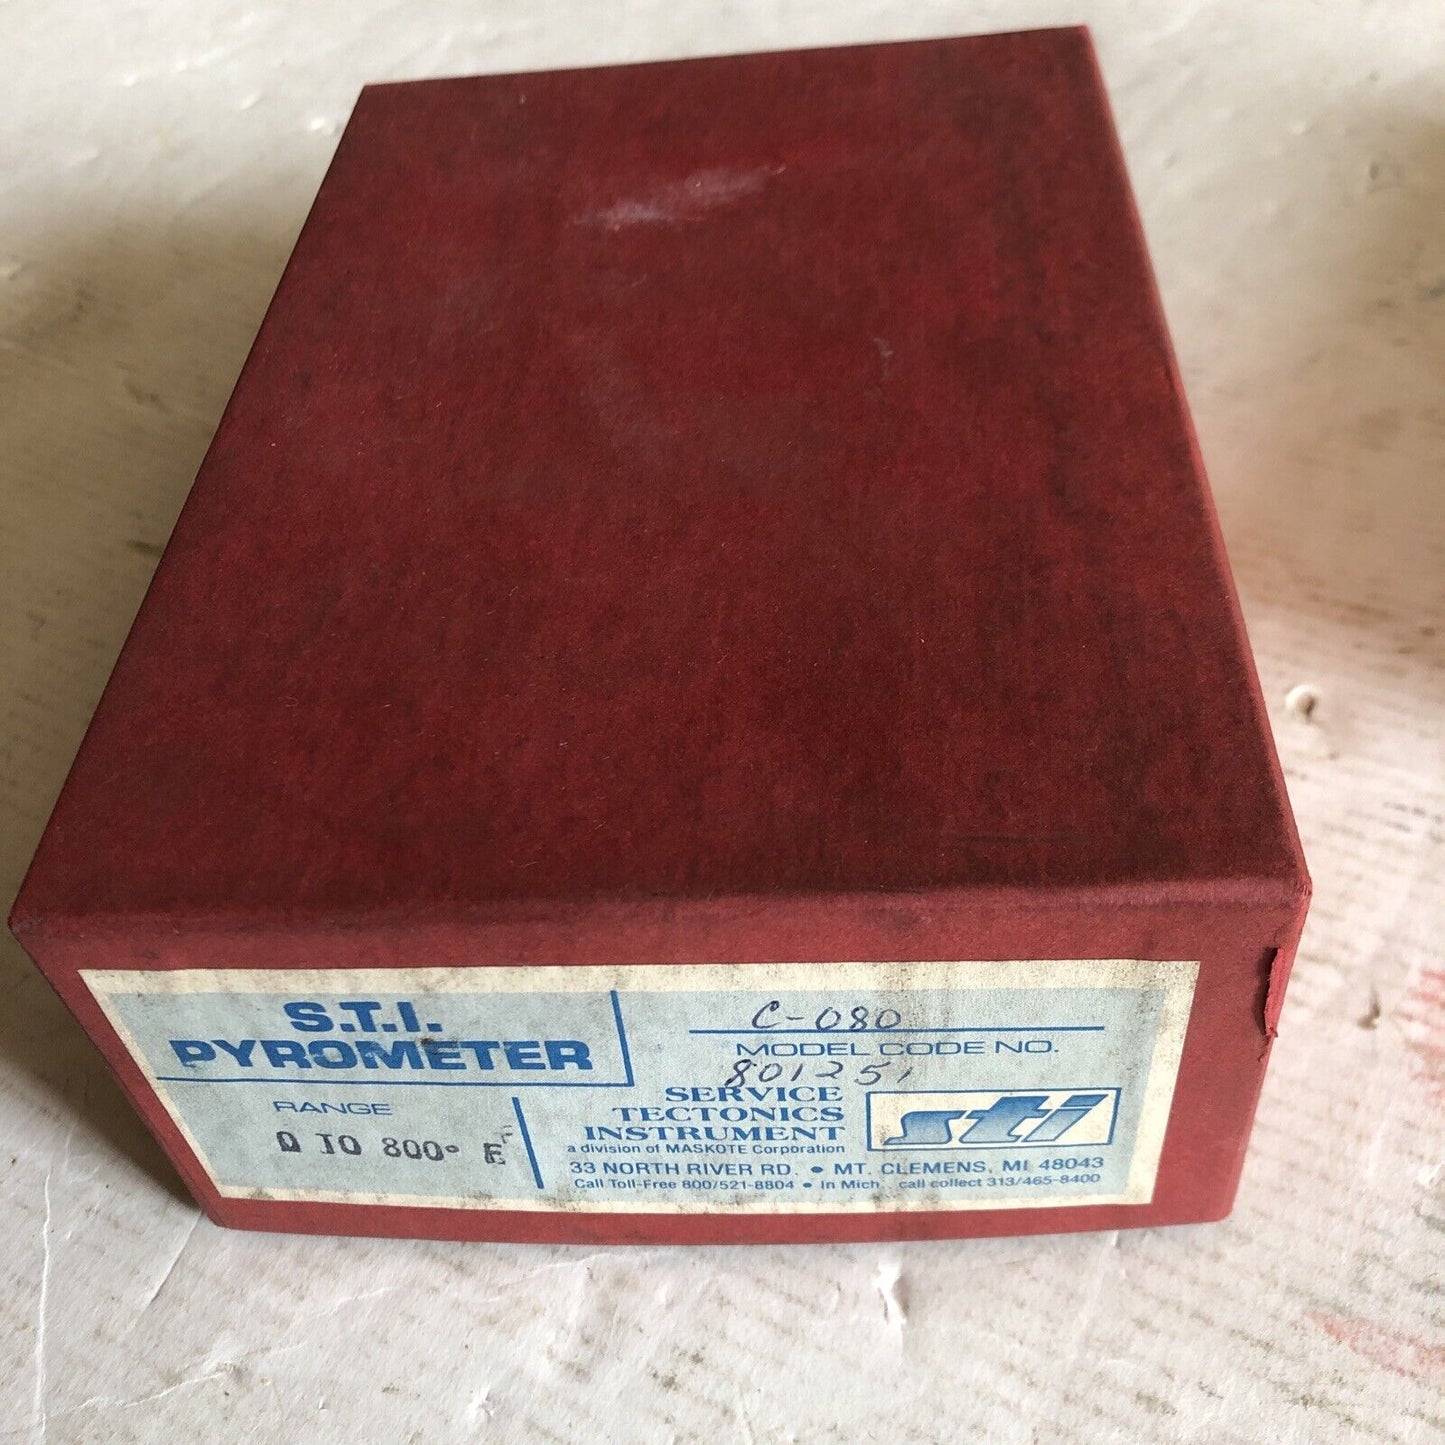 S.T.I.
PYROMETER
RANGE
0 TO 800° F
C-080
MODEL CODE NO.
801251
SERVICE
TECTONICS
INSTRUMENT
a division of MASKOTE Corporation
sti
33 NORTH RIVER RD. • MT. CLEMENS, MI 48043
Call Toll-Free 800/521-8804 • In Mich. call collect 313/465-8400